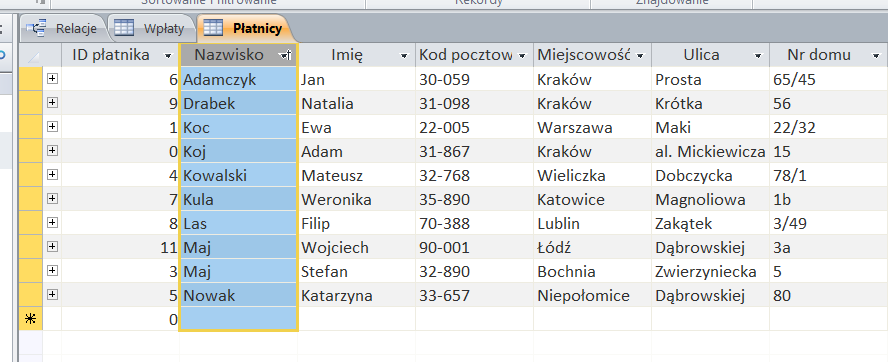 Sortowanie i filtrowanie Rekordy Znajdowanie
Relacje Wpłaty Płatnicy
ID płatnika Nazwisko Imię Kod pocztow Miejscowość Ulica Nr domu
6 Adamczyk Jan 30-059 Kraków Prosta 65/45
9 Drabek Natalia 31-098 Kraków Krótka 56
1 Koc Ewa 22-005 Warszawa Maki 22/32
0 Koj Adam 31-867 Kraków al. Mickiewicza 15
4 Kowalski Mateusz 32-768 Wieliczka Dobczycka 78/1
7 Kula Weronika 35-890 Katowice Magnoliowa 1b
8 Las Filip 70-388 Lublin Zakątek 3/49
11 Maj Wojciech 90-001 Łódź Dąbrowskiej 3a
3 Maj Stefan 32-890 Bochnia Zwierzyniecka 5
5 Nowak Katarzyna 33-657 Niepołomice Dąbrowskiej 80
0